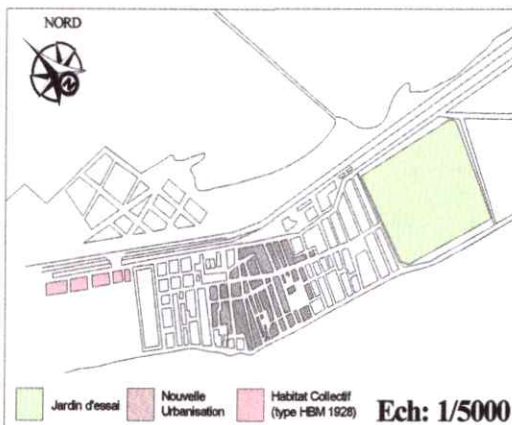 NORD
Jardin d'essai
Nouvelle
Urbanisation
Habitat Collectif
(type HBM 1928)
Ech: 1/5000